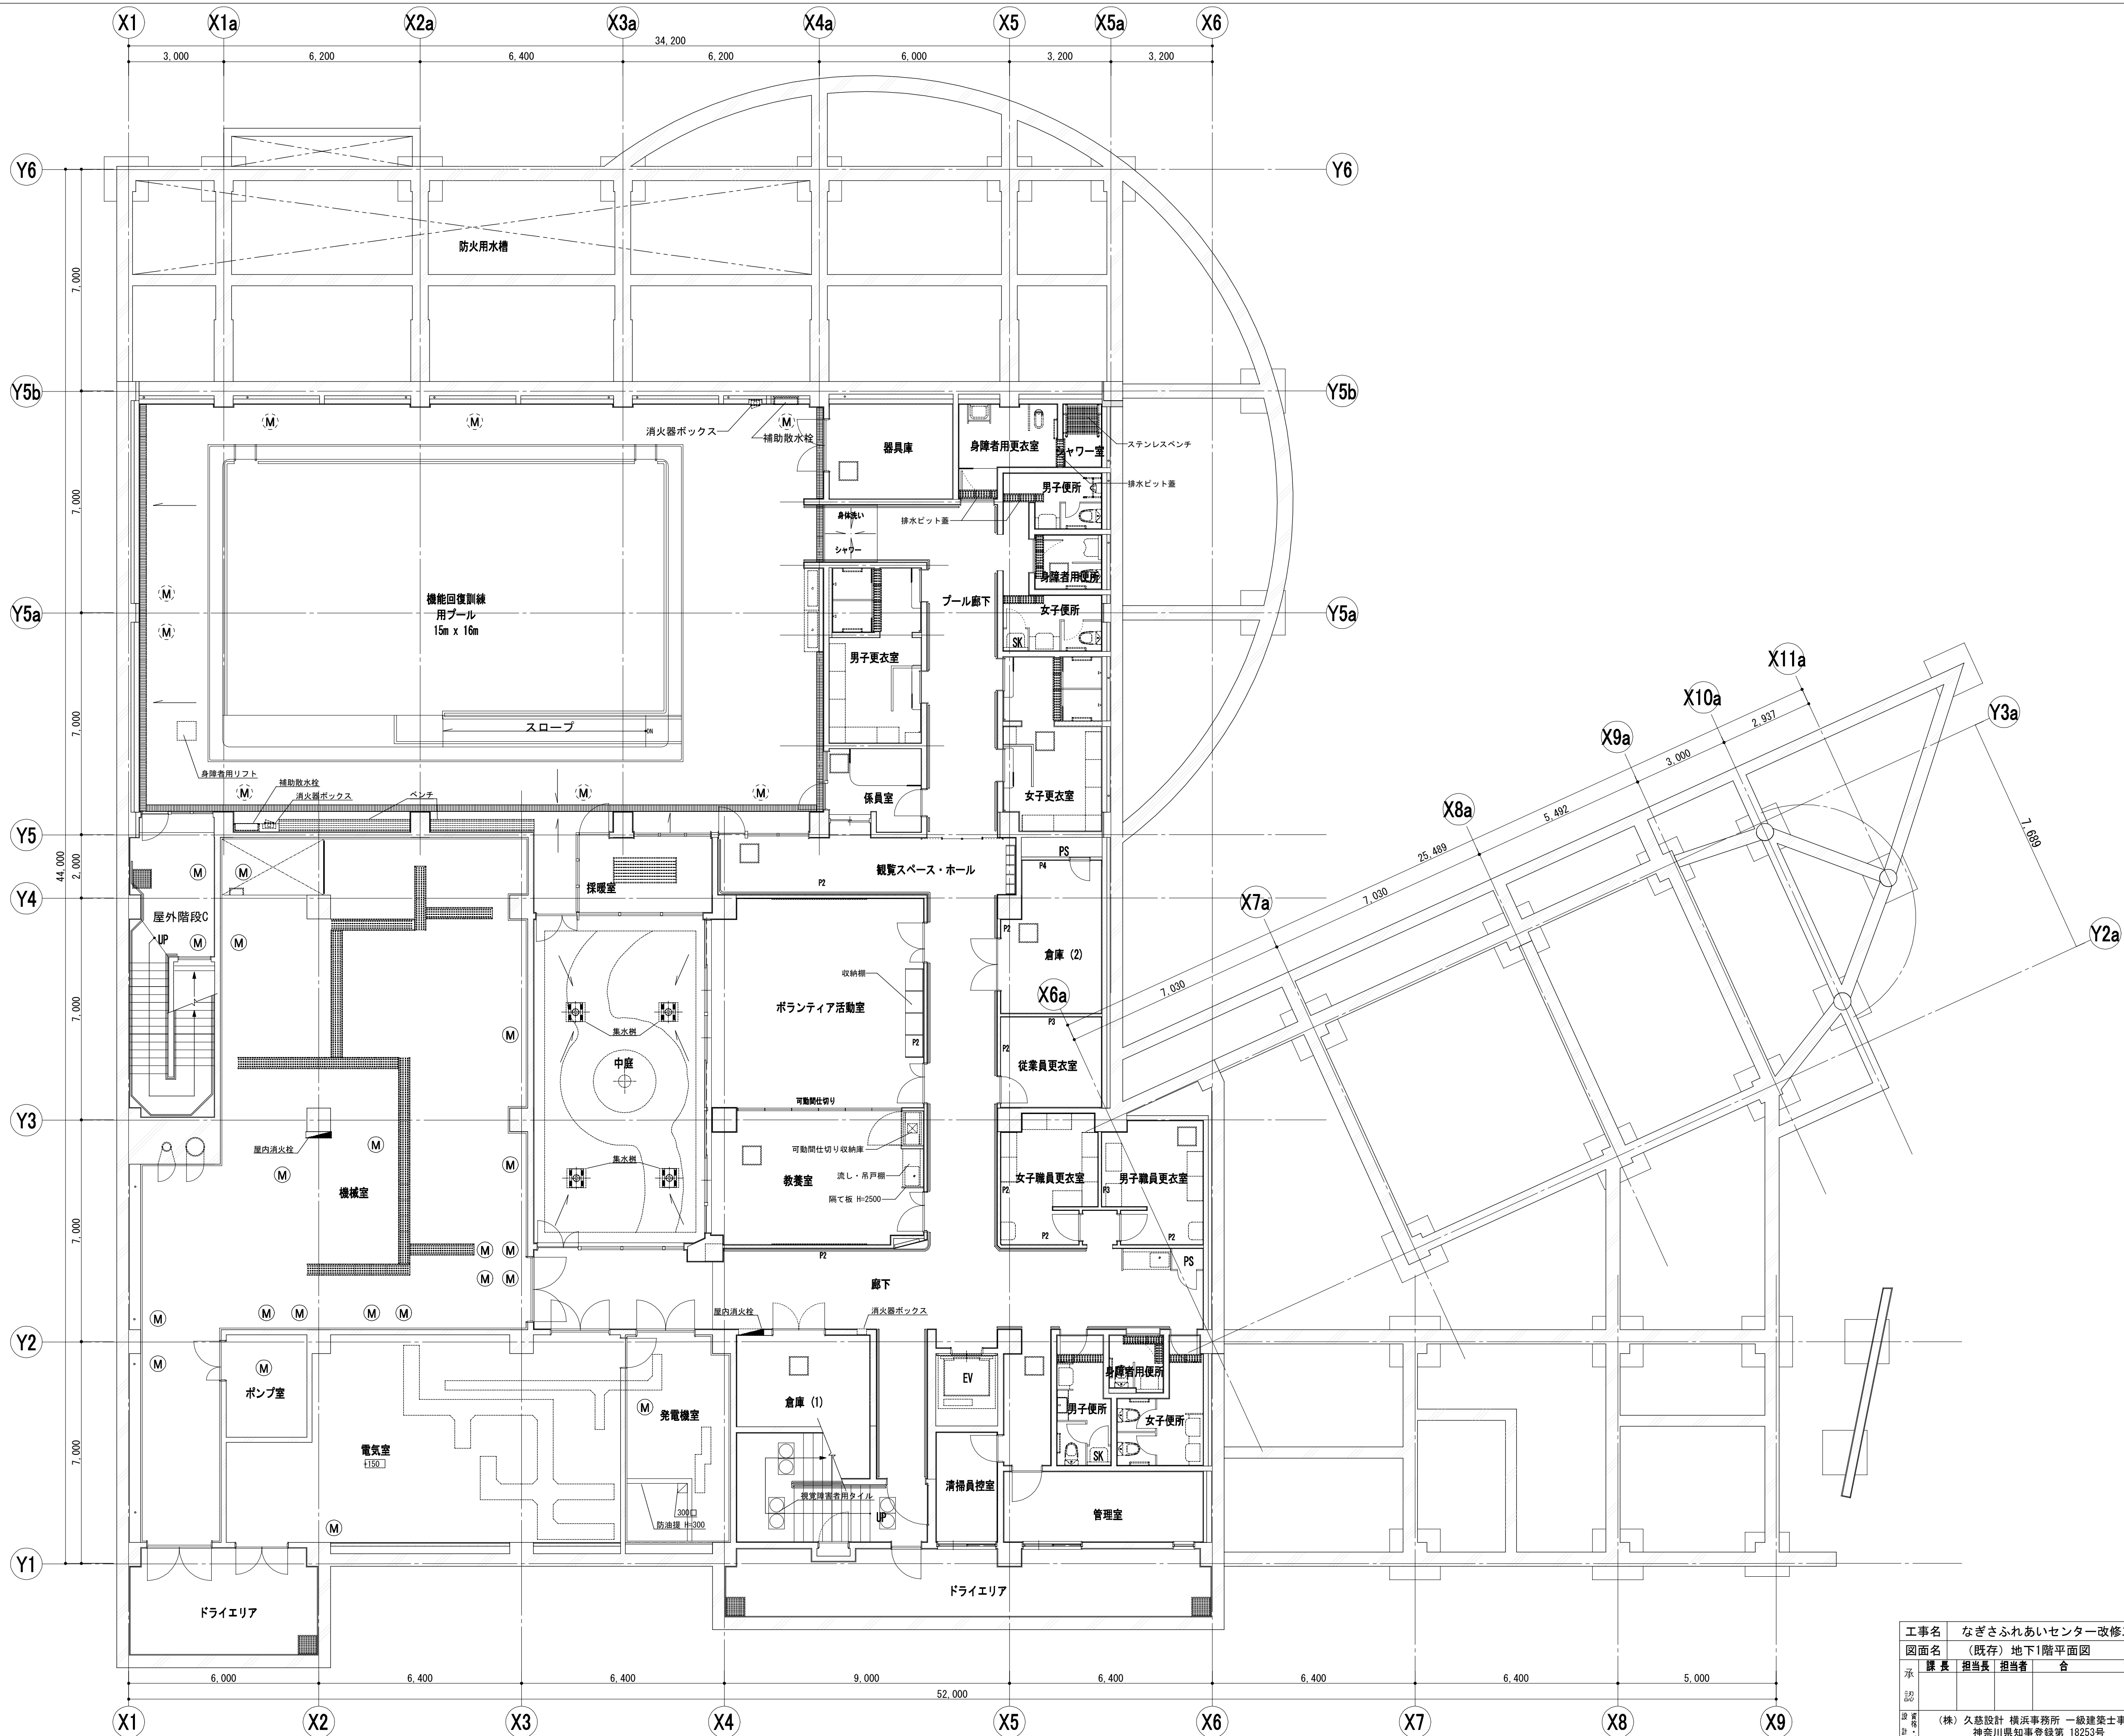 X1
X1a
X2a
X3a
X4a
X5
X5a
X6
34,200
3,000
6,200
6,400
6,200
6,000
3,200
3,200
Y6
Y6
防火用水槽
7,000
Y5b
Y5b
M
M
M
消火器ボックス
補助散水栓
器具庫
身障者用更衣室
シャワー室
ステンレスベンチ
男子便所
排水ピット蓋
排水ピット蓋
身体洗い
シャワー
7,000
身障者用便所
M
機能回復訓練
用プール
15m x 16m
プール廊下
女子便所
Y5a
Y5a
M
SK
男子更衣室
X11a
X10a
2,937
Y3a
スロープ
DN
7,000
X9a
3,000
身障者用リフト
補助散水栓
消火器ボックス
ベンチ
M
M
M
係員室
女子更衣室
X8a
5,492
7,689
Y5
44,000
2,000
PS
P4
25,489
M
M
採暖室
P2
観覧スペース・ホール
Y4
7,030
X7a
屋外階段C
UP
M
M
P2
倉庫 (2)
Y2a
収納棚
X6a
7,030
7,000
ボランティア活動室
集水桝
M
P2
P3
P2
中庭
従業員更衣室
可動間仕切り
Y3
屋内消火栓
M
可動間仕切り収納庫
集水桝
M
M
流し・吊戸棚
教養室
隔て板 H=2500
女子職員更衣室
男子職員更衣室
P2
P3
機械室
7,000
M
M
P2
P2
P2
PS
M
M
廊下
M
M
M
M
M
屋内消火栓
消火器ボックス
Y2
M
M
ポンプ室
EV
身障者用便所
倉庫 (1)
M
発電機室
男子便所
女子便所
電気室
+150
7,000
SK
清掃員控室
視覚障害者用タイル
300□
防油提 H=300
UP
管理室
M
Y1
ドライエリア
ドライエリア
工事名
なぎさふれあいセンター改修
図面名
(既存) 地下1階平面図
課 長
担当長
担当者
合
承
認
6,000
6,400
6,400
9,000
6,400
6,400
6,400
5,000
52,000
(株) 久慈設計 横浜事務所 一級建築士事
神奈川県知事登録第 18253号
X1
X2
X3
X4
X5
X6
X7
X8
X9